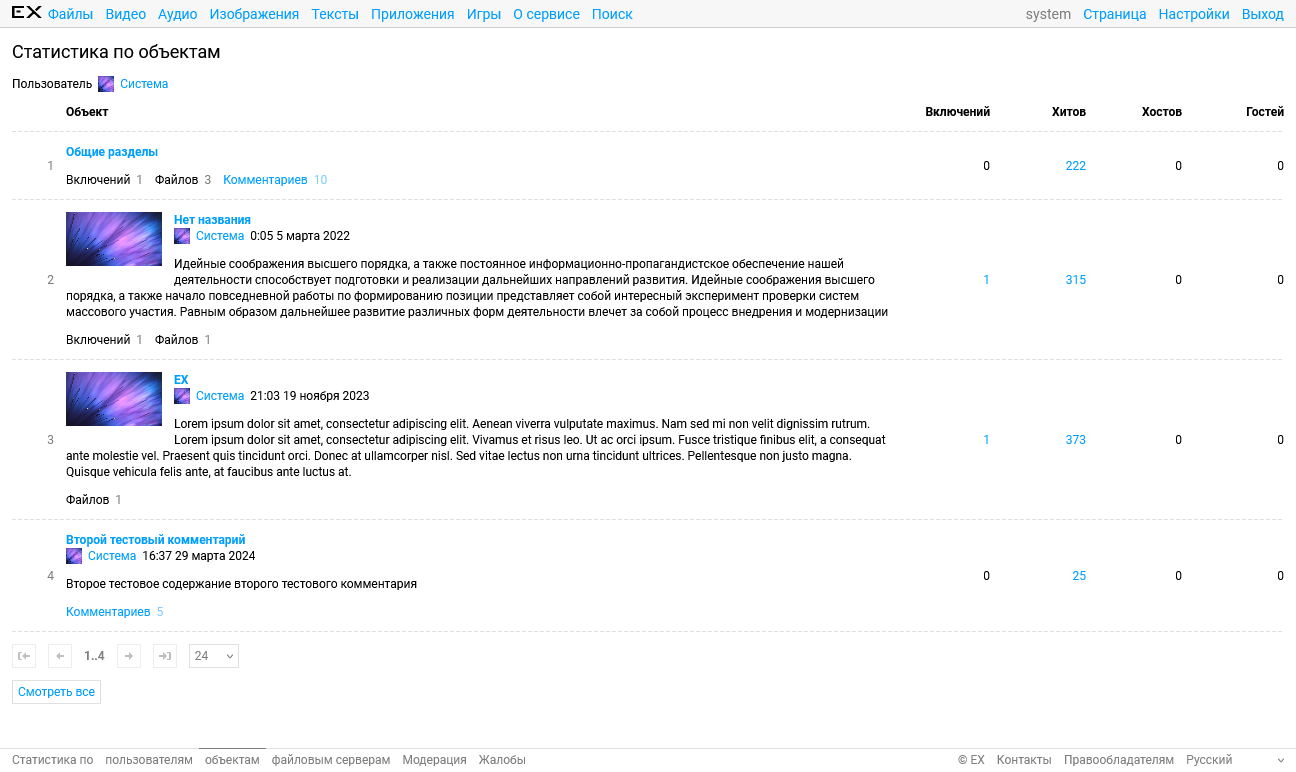 EX Файлы Видео Аудио Изображения Тексты Приложения Игры О сервисе Поиск system Страница Настройки Выход
Статистика по объектам
Пользователь Система
Объект Включений Хитов Хостов Гостей
Общие разделы
1 0 222 0 0
Включений 1 Файлов 3 Комментариев 10
Нет названия
Система 0:05 5 марта 2022
Идейные соображения высшего порядка, а также постоянное информационно-пропагандистское обеспечение нашей
2 деятельности способствует подготовки и реализации дальнейших направлений развития. Идейные соображения высшего 1 315 0 0
порядка, а также начало повседневной работы по формированию позиции представляет собой интересный эксперимент проверки систем
массового участия. Равным образом дальнейшее развитие различных форм деятельности влечет за собой процесс внедрения и модернизации
Включений 1 Файлов 1
EX
Система 21:03 19 ноября 2023
Lorem ipsum dolor sit amet, consectetur adipiscing elit. Aenean viverra vulputate maximus. Nam sed mi non velit dignissim rutrum.
3 Lorem ipsum dolor sit amet, consectetur adipiscing elit. Vivamus et risus leo. Ut ac orci ipsum. Fusce tristique finibus elit, a consequat 1 373 0 0
ante molestie vel. Praesent quis tincidunt orci. Donec at ullamcorper nisl. Sed vitae lectus non urna tincidunt ultrices. Pellentesque non justo magna.
Quisque vehicula felis ante, at faucibus ante luctus at.
Файлов 1
Второй тестовый комментарий
Система 16:37 29 марта 2024
4 0 25 0 0
Второе тестовое содержание второго тестового комментария
Комментариев 5
1..4 24
Смотреть все
Статистика по пользователям объектам файловым серверам Модерация Жалобы © EX Контакты Правообладателям Русский